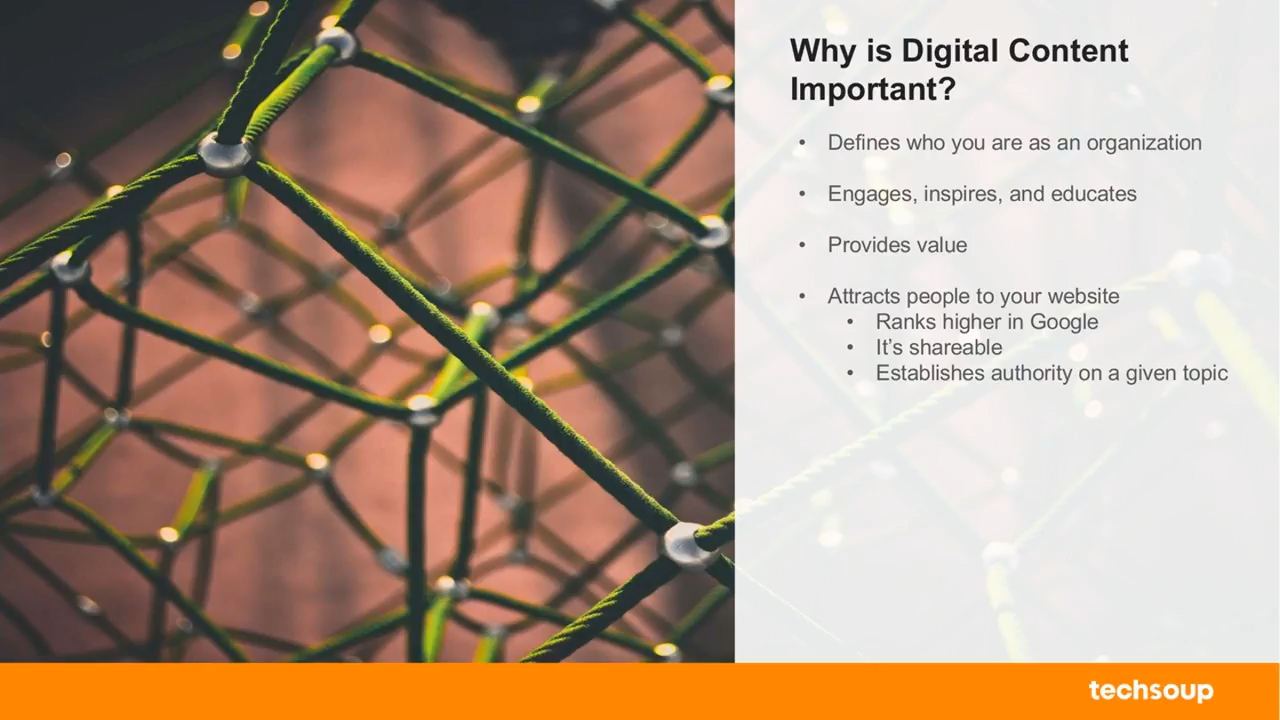 Why is Digital Content
Important?
• Defines who you are as an organization
• Engages, inspires, and educates
• Provides value
• Attracts people to your website
• Ranks higher in Google
• It’s shareable
• Establishes authority on a given topic
techsoup